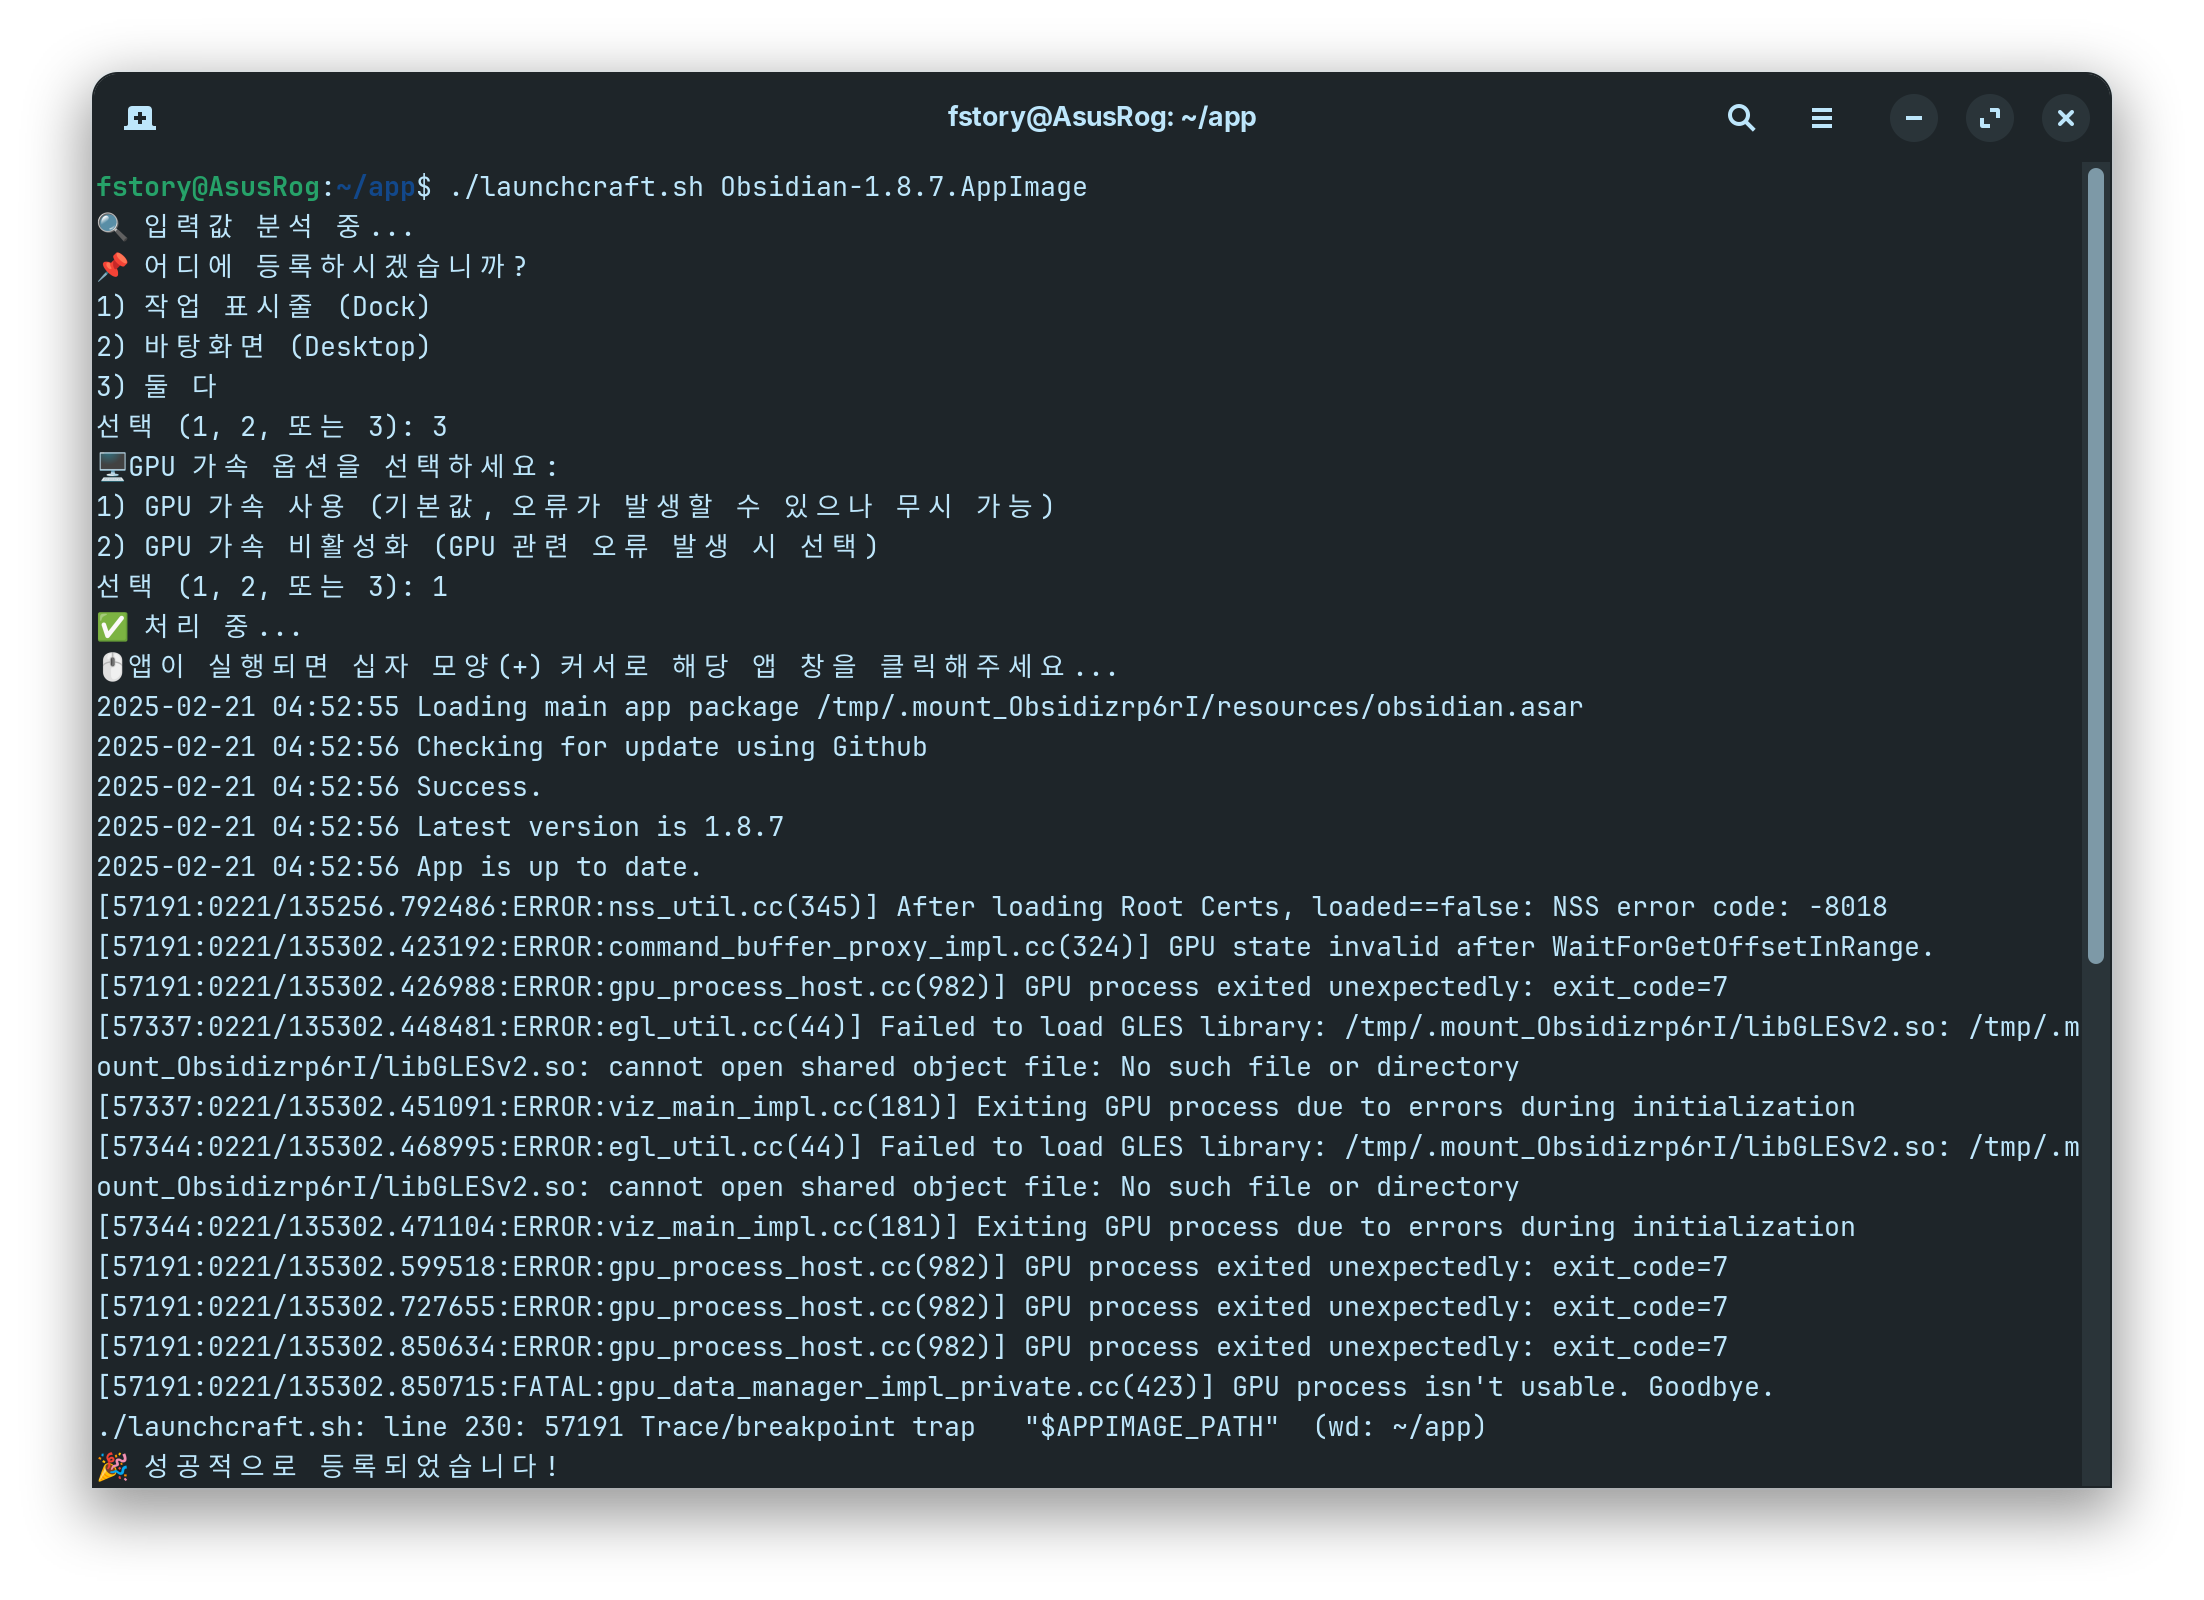 fstory@AsusRog: ~/app
fstory@AsusRog:~/app$ ./launchcraft.sh Obsidian-1.8.7.AppImage
🔍 입력값 분석 중...
📌 어디에 등록하시겠습니까?
1) 작업 표시줄 (Dock)
2) 바탕화면 (Desktop)
3) 둘 다
선택 (1, 2, 또는 3): 3
🖥️GPU 가속 옵션을 선택하세요:
1) GPU 가속 사용 (기본값, 오류가 발생할 수 있으나 무시 가능)
2) GPU 가속 비활성화 (GPU 관련 오류 발생 시 선택)
선택 (1, 2, 또는 3): 1
✅ 처리 중...
🖱️앱이 실행되면 십자 모양(+) 커서로 해당 앱 창을 클릭해주세요...
2025-02-21 04:52:55 Loading main app package /tmp/.mount_Obsidizrp6rI/resources/obsidian.asar
2025-02-21 04:52:56 Checking for update using Github
2025-02-21 04:52:56 Success.
2025-02-21 04:52:56 Latest version is 1.8.7
2025-02-21 04:52:56 App is up to date.
[57191:0221/135256.792486:ERROR:nss_util.cc(345)] After loading Root Certs, loaded==false: NSS error code: -8018
[57191:0221/135302.423192:ERROR:command_buffer_proxy_impl.cc(324)] GPU state invalid after WaitForGetOffsetInRange.
[57191:0221/135302.426988:ERROR:gpu_process_host.cc(982)] GPU process exited unexpectedly: exit_code=7
[57337:0221/135302.448481:ERROR:egl_util.cc(44)] Failed to load GLES library: /tmp/.mount_Obsidizrp6rI/libGLESv2.so: /tmp/.m
ount_Obsidizrp6rI/libGLESv2.so: cannot open shared object file: No such file or directory
[57337:0221/135302.451091:ERROR:viz_main_impl.cc(181)] Exiting GPU process due to errors during initialization
[57344:0221/135302.468995:ERROR:egl_util.cc(44)] Failed to load GLES library: /tmp/.mount_Obsidizrp6rI/libGLESv2.so: /tmp/.m
ount_Obsidizrp6rI/libGLESv2.so: cannot open shared object file: No such file or directory
[57344:0221/135302.471104:ERROR:viz_main_impl.cc(181)] Exiting GPU process due to errors during initialization
[57191:0221/135302.599518:ERROR:gpu_process_host.cc(982)] GPU process exited unexpectedly: exit_code=7
[57191:0221/135302.727655:ERROR:gpu_process_host.cc(982)] GPU process exited unexpectedly: exit_code=7
[57191:0221/135302.850634:ERROR:gpu_process_host.cc(982)] GPU process exited unexpectedly: exit_code=7
[57191:0221/135302.850715:FATAL:gpu_data_manager_impl_private.cc(423)] GPU process isn't usable. Goodbye.
./launchcraft.sh: line 230: 57191 Trace/breakpoint trap   "$APPIMAGE_PATH"  (wd: ~/app)
🎉 성공적으로 등록되었습니다!